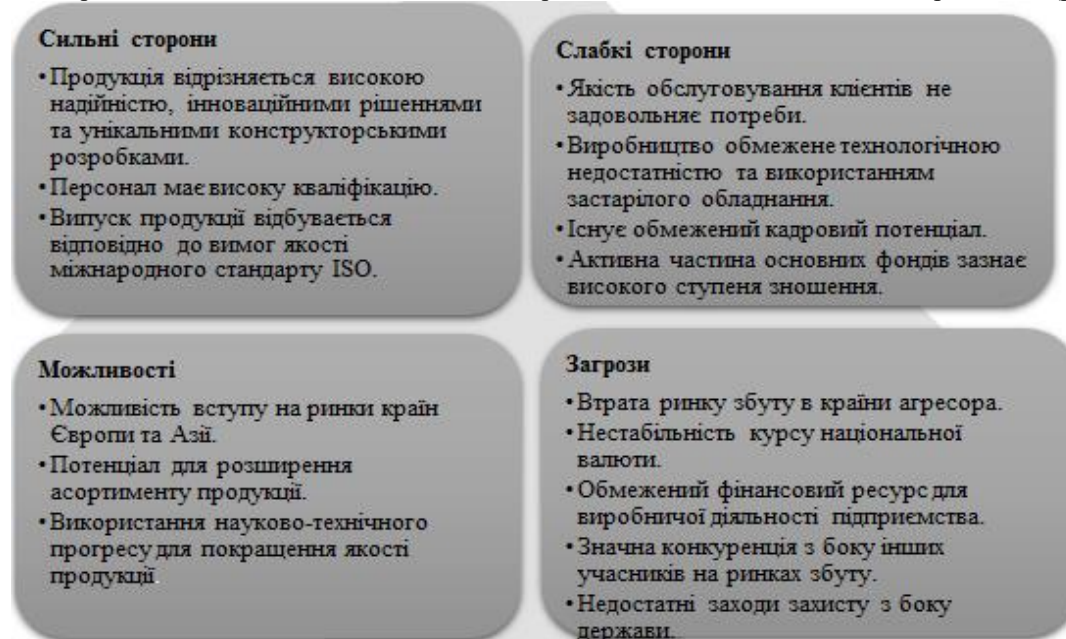 Сильні сторони
•Продукція відрізняється високою
надійністю, інноваційними рішеннями
та унікальними конструкторськими
розробками.
•Персонал має високу кваліфікацію.
•Випуск продукції відбувається
відповідно до вимог якості
міжнародного стандарту ISO.
Слабкі сторони
•Якість обслуговування клієнтів не
задовольняє потреби.
•Виробництво обмежене технологічною
недостатністю та використанням
застарілого обладнання.
•Існує обмежений кадровий потенціал.
•Активна частина основних фондів зазнає
високого ступеня зношення.
Можливості
•Можливість вступу на ринки країн
Європи та Азії.
•Потенціал для розширення
асортименту продукції.
•Використання науково-технічного
прогресу для покращення якості
продукції.
Загрози
•Втрата ринку збуту в країни агресора.
•Нестабільність курсу національної
валюти.
•Обмежений фінансовий ресурс для
виробничої діяльності підприємства.
•Значна конкуренція з боку інших
учасників на ринках збуту.
•Недостатні заходи захисту з боку
держави.